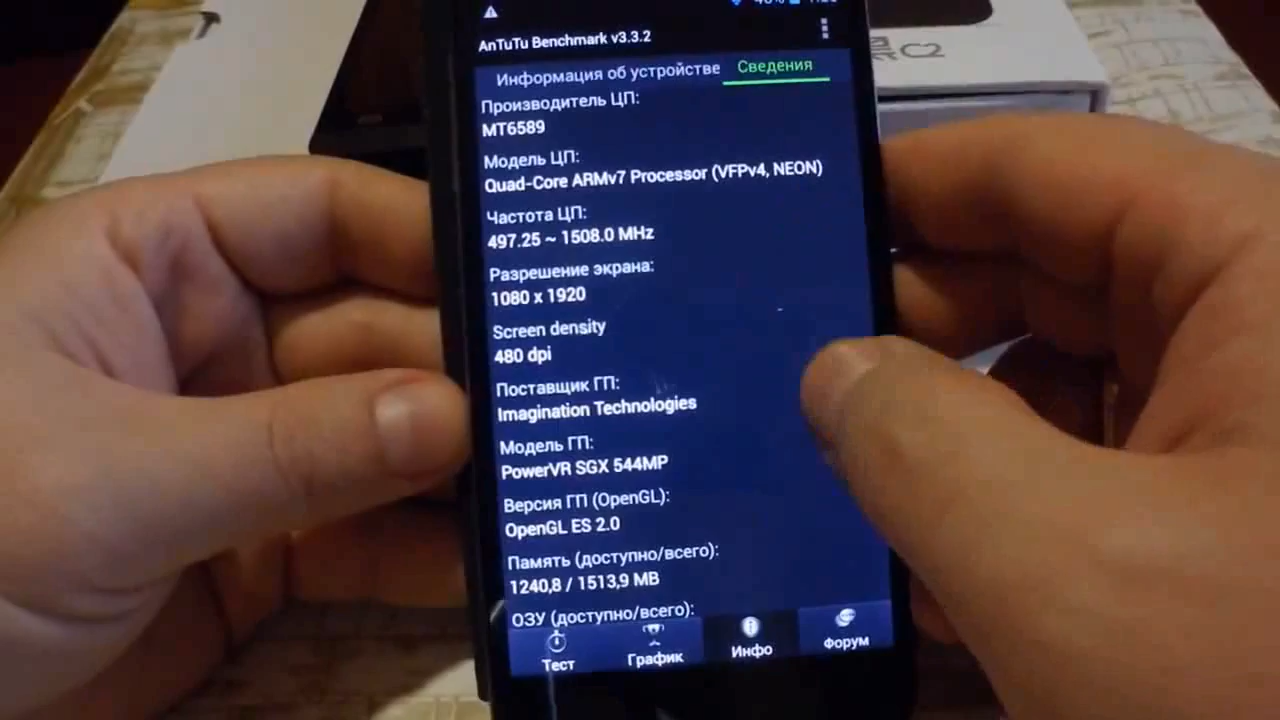 AnTuTu Benchmark v3.3.2
Информация об устройстве
Сведения
Производитель ЦП:
MT6589
Модель ЦП:
Quad-Core ARMv7 Processor (VFPv4, NEON)
Частота ЦП:
497.25 ~ 1508.0 MHz
Разрешение экрана:
1080 x 1920
Screen density
480 dpi
Поставщик ГП:
Imagination Technologies
Модель ГП:
PowerVR SGX 544MP
Версия ГП (OpenGL):
OpenGL ES 2.0
Память (доступно/всего):
1240,8 / 1513,9 MB
ОЗУ (доступно/всего):
Тест
График
Инфо
Форум
C2